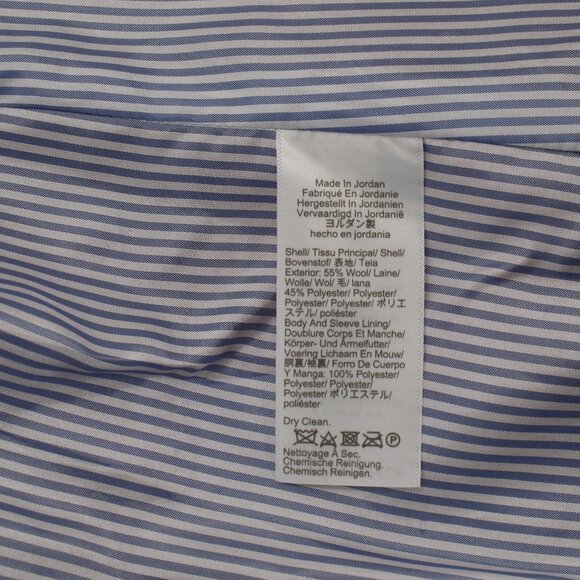 Made In Jordan
Fabriqué En Jordanie
Hergestellt In Jordanien
Vervaardigd In Jordanië
ヨルダン製
hecho en jordania
Shell/ Tissu Principal/ Shell/
Bovenstof/ 表地/ Tela
Exterior: 55% Wool/ Laine/
Wolle/ Wol/ 毛/ lana
45% Polyester/ Polyester/
Polyester/ Polyester/ ポリエ
ステル/ poliéster
Body And Sleeve Lining/
Doublure Corps Et Manche/
Körper- Und Ärmelfutter/
Voering Lichaam En Mouw/
胴裏/袖裏/ Forro De Cuerpo
Y Manga: 100% Polyester/
Polyester/ Polyester/
Polyester/ ポリエステル/
poliéster
Dry Clean.
P
Nettoyage À Sec.
Chemische Reinigung.
Chemisch Reinigen.